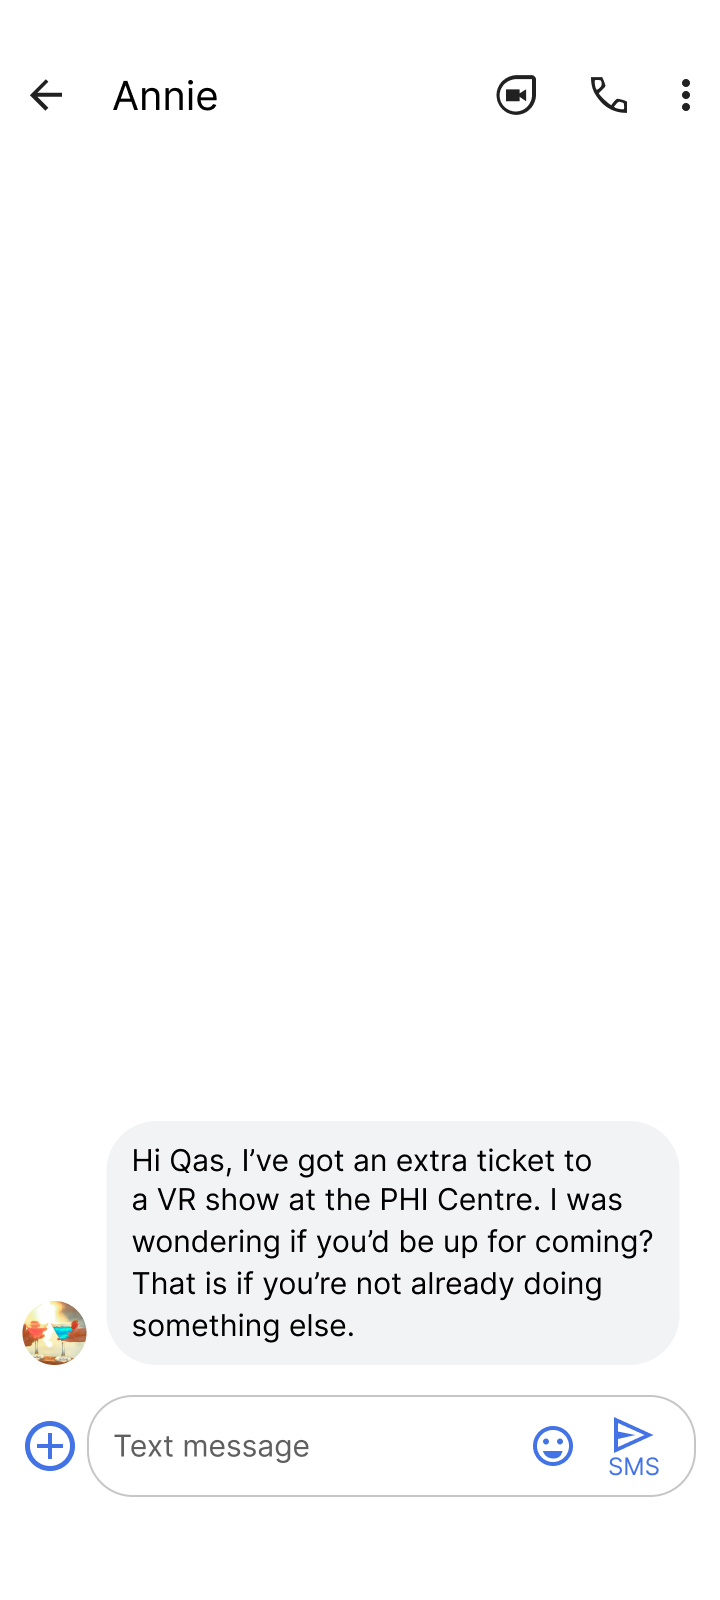 Annie
Hi Qas, I’ve got an extra ticket to
a VR show at the PHI Centre. I was
wondering if you’d be up for coming?
That is if you’re not already doing
something else.
Text message
SMS